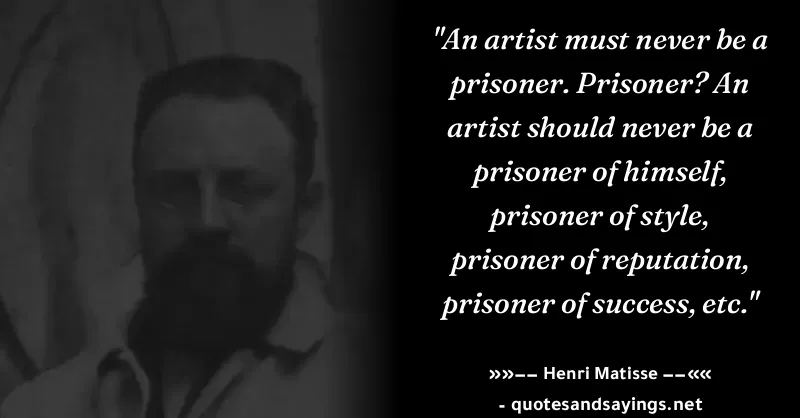 "An artist must never be a
prisoner. Prisoner? An
artist should never be a
prisoner of himself,
prisoner of style,
prisoner of reputation,
prisoner of success, etc."
»»–– Henri Matisse ––««
- quotesandsayings.net